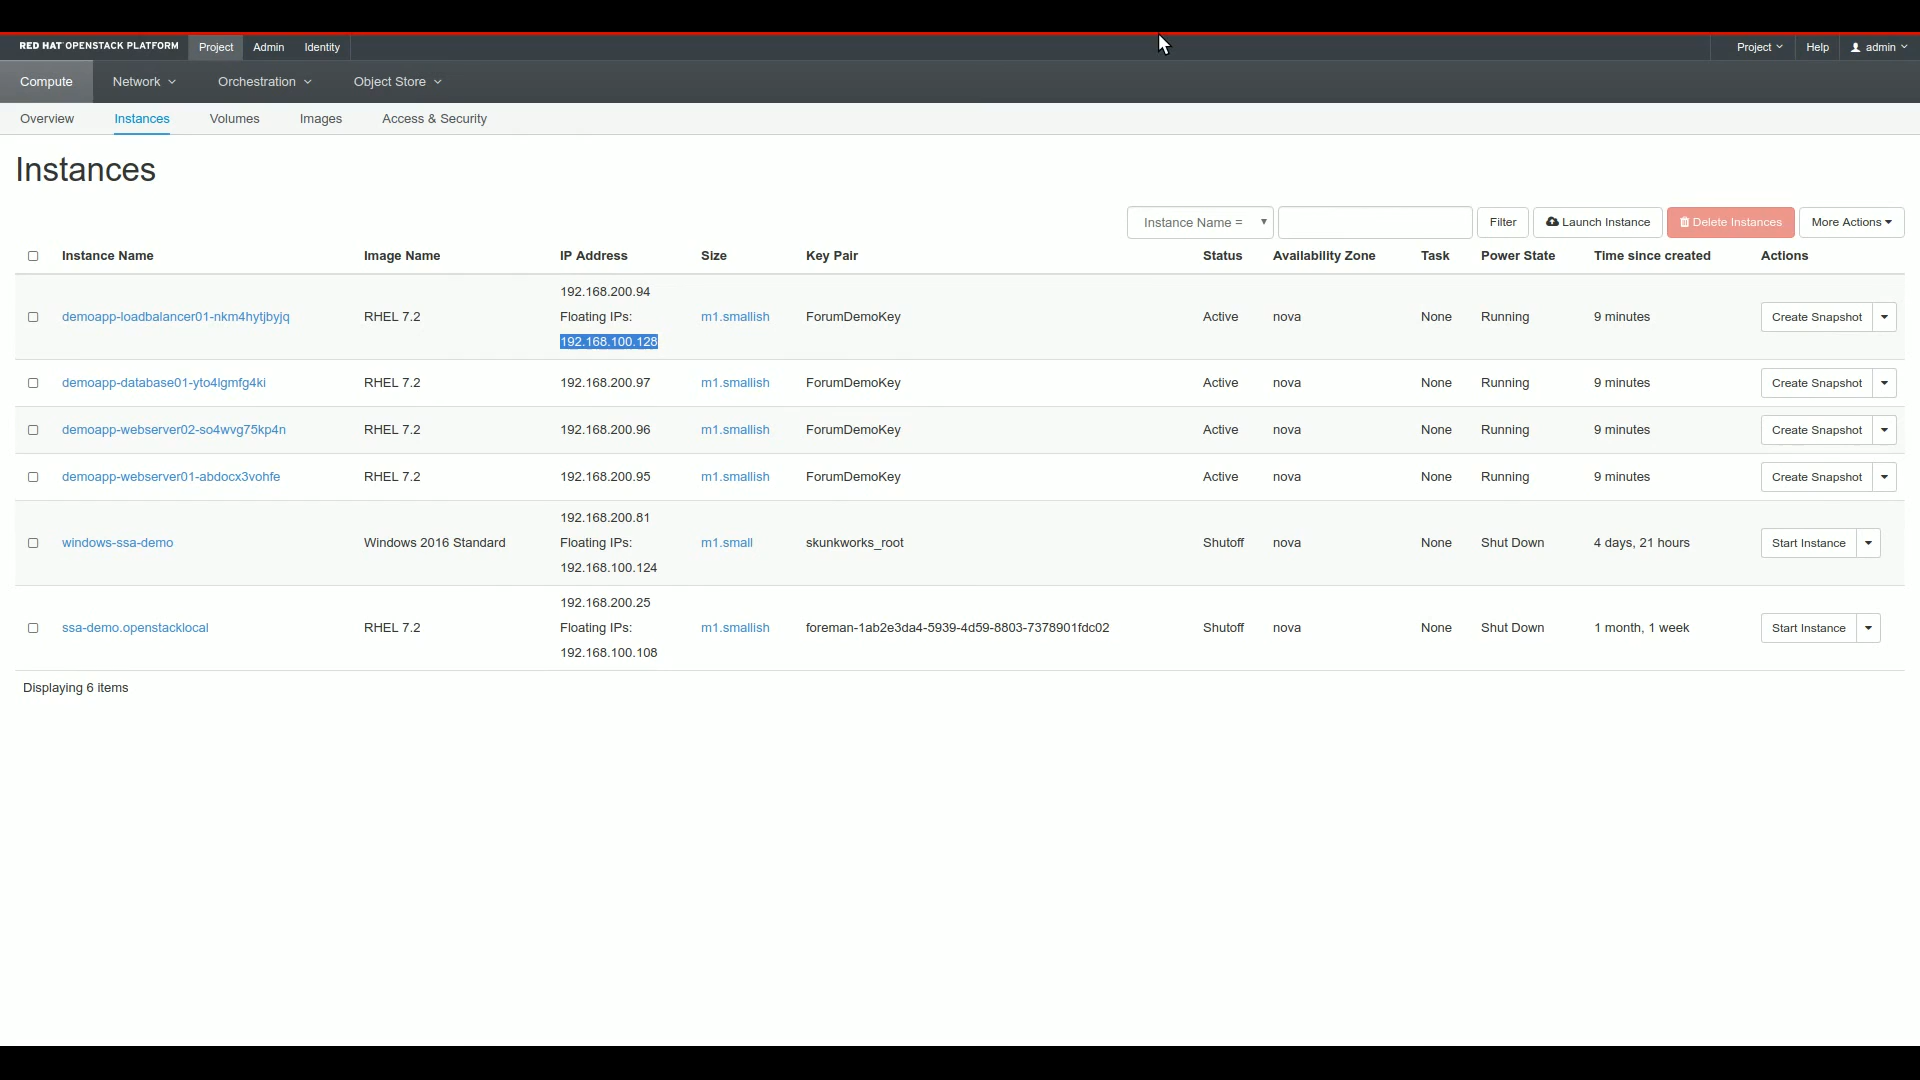 RED HAT OPENSTACK PLATFORM Project Admin Identity Project Help admin
Compute Network Orchestration Object Store
Overview Instances Volumes Images Access & Security
Instances
Instance Name = Filter Launch Instance Delete Instances More Actions
Instance Name Image Name IP Address Size Key Pair Status Availability Zone Task Power State Time since created Actions
192.168.200.94
demoapp-loadbalancer01-nkm4hytjbyjq RHEL 7.2 Floating IPs: m1.smallish ForumDemoKey Active nova None Running 9 minutes Create Snapshot
192.168.100.128
demoapp-database01-yto4lgmfg4ki RHEL 7.2 192.168.200.97 m1.smallish ForumDemoKey Active nova None Running 9 minutes Create Snapshot
demoapp-webserver02-so4wvg75kp4n RHEL 7.2 192.168.200.96 m1.smallish ForumDemoKey Active nova None Running 9 minutes Create Snapshot
demoapp-webserver01-abdocx3vohfe RHEL 7.2 192.168.200.95 m1.smallish ForumDemoKey Active nova None Running 9 minutes Create Snapshot
192.168.200.81
windows-ssa-demo Windows 2016 Standard Floating IPs: m1.small skunkworks_root Shutoff nova None Shut Down 4 days, 21 hours Start Instance
192.168.100.124
192.168.200.25
ssa-demo.openstacklocal RHEL 7.2 Floating IPs: m1.smallish foreman-1ab2e3da4-5939-4d59-8803-7378901fdc02 Shutoff nova None Shut Down 1 month, 1 week Start Instance
192.168.100.108
Displaying 6 items